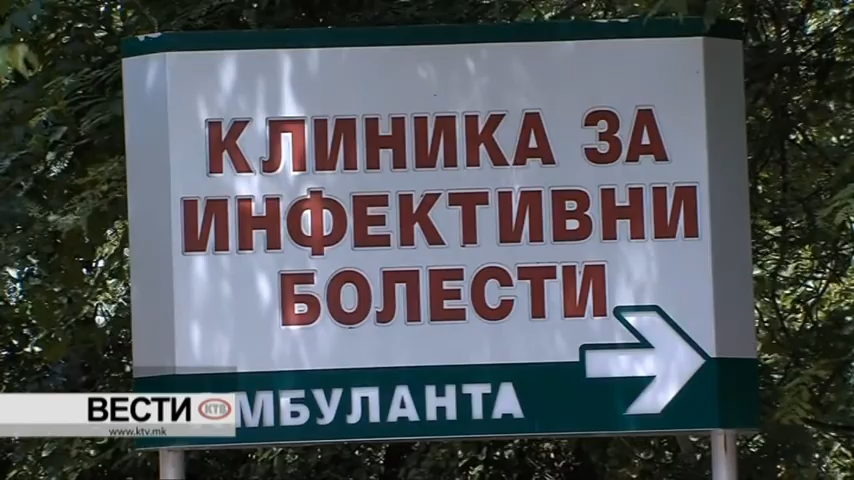 КЛИНИКА ЗА
ИНФЕКТИВНИ
БОЛЕСТИ
МБУЛАНТА
ВЕСТИ КТВ
www.ktv.mk